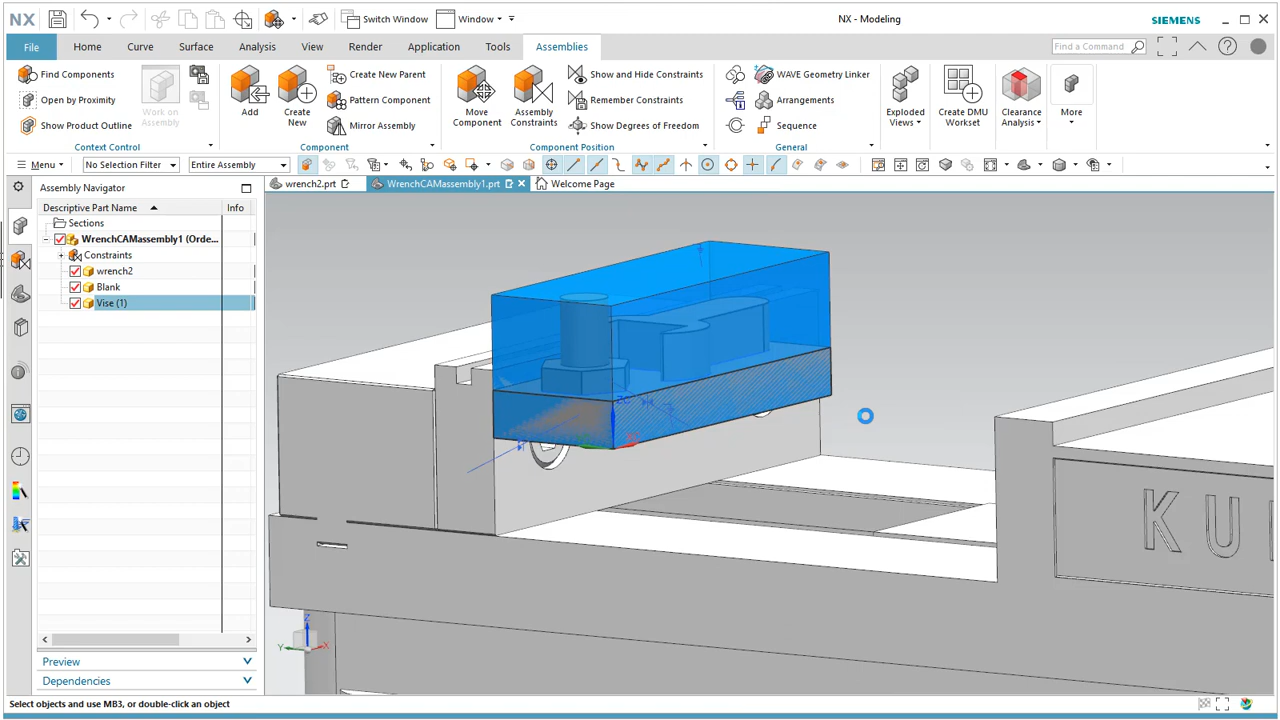 NX
Switch Window
Window
NX - Modeling
SIEMENS
File
Home
Curve
Surface
Analysis
View
Render
Application
Tools
Assemblies
Find a Command
Find Components
Open by Proximity
Show Product Outline
Work on Assembly
Context Control
Add
Create New
Create New Parent
Pattern Component
Mirror Assembly
Component
Move Component
Assembly Constraints
Show and Hide Constraints
Remember Constraints
Show Degrees of Freedom
Component Position
WAVE Geometry Linker
Arrangements
Sequence
General
Exploded Views
Create DMU Workset
Clearance Analysis
More
Menu
No Selection Filter
Entire Assembly
Assembly Navigator
wrench2.prt
WrenchCAMassembly1.prt
Welcome Page
Descriptive Part Name
Info
Sections
WrenchCAMassembly1 (Orde...
Constraints
wrench2
Blank
Vise (1)
ZC
KU
Z
Y
X
Preview
Dependencies
Select objects and use MB3, or double-click an object